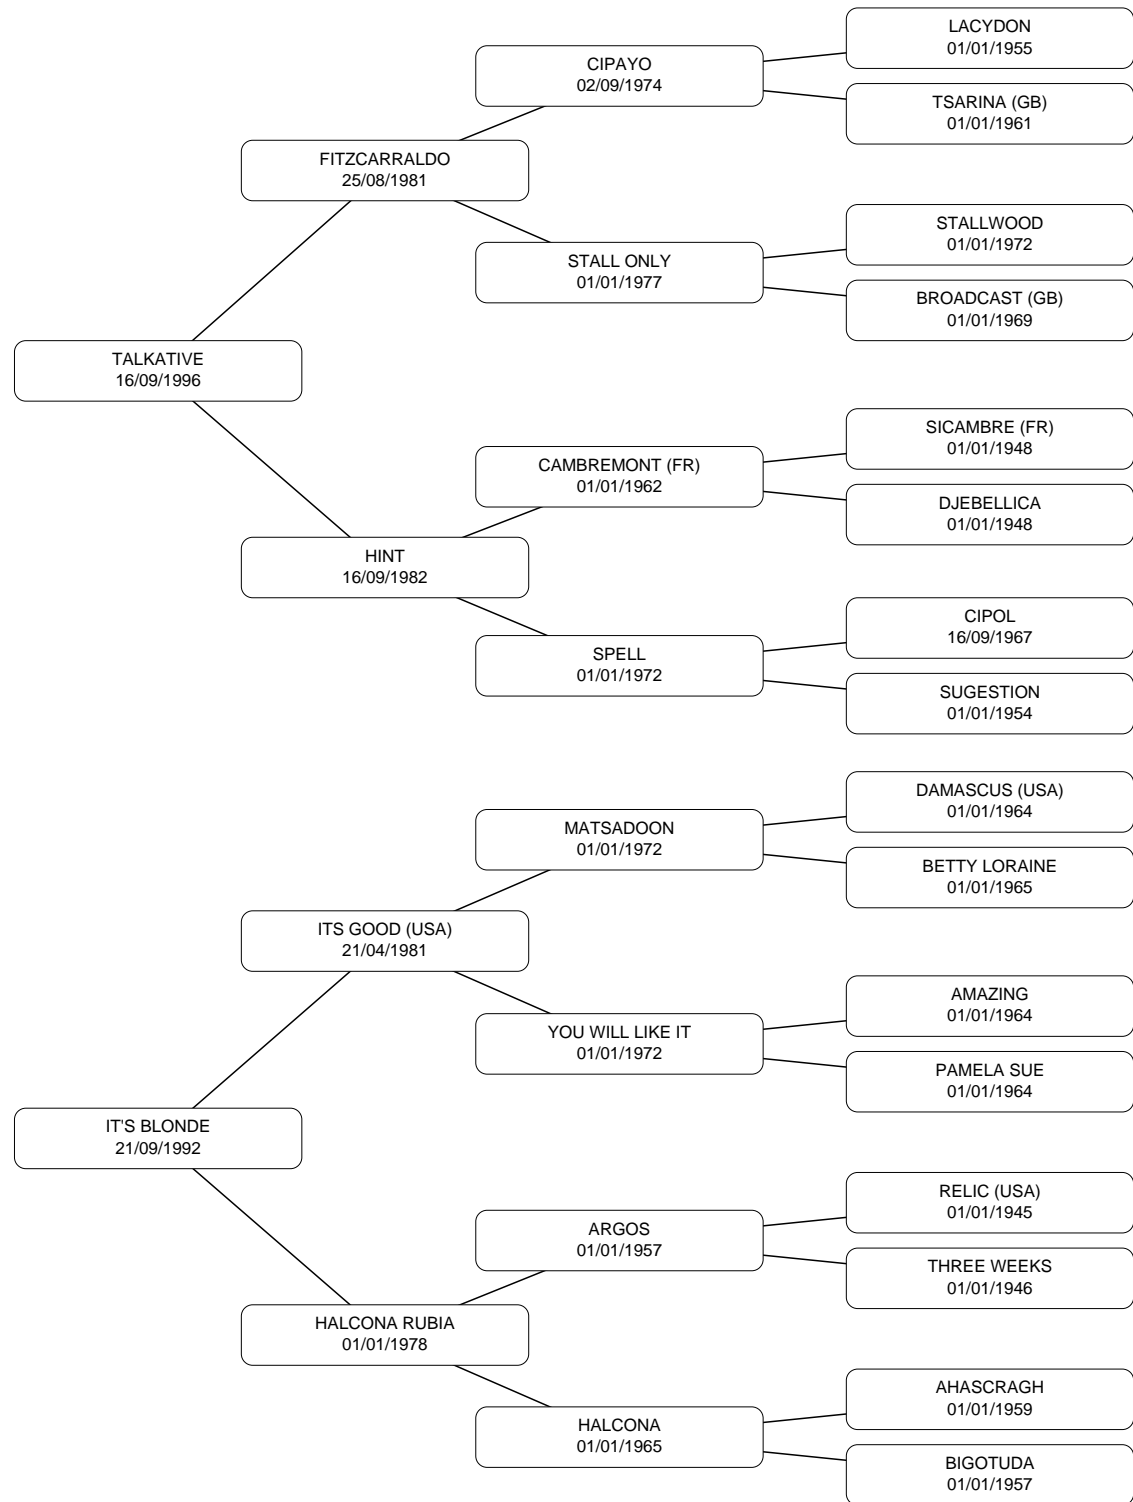 LACYDON
01/01/1955
CIPAYO
02/09/1974
TSARINA (GB)
01/01/1961
FITZCARRALDO
25/08/1981
STALLWOOD
01/01/1972
STALL ONLY
01/01/1977
BROADCAST (GB)
01/01/1969
TALKATIVE
16/09/1996
SICAMBRE (FR)
01/01/1948
CAMBREMONT (FR)
01/01/1962
DJEBELLICA
01/01/1948
HINT
16/09/1982
CIPOL
16/09/1967
SPELL
01/01/1972
SUGESTION
01/01/1954
DAMASCUS (USA)
01/01/1964
MATSADOON
01/01/1972
BETTY LORAINE
01/01/1965
ITS GOOD (USA)
21/04/1981
AMAZING
01/01/1964
YOU WILL LIKE IT
01/01/1972
PAMELA SUE
01/01/1964
IT'S BLONDE
21/09/1992
RELIC (USA)
01/01/1945
ARGOS
01/01/1957
THREE WEEKS
01/01/1946
HALCONA RUBIA
01/01/1978
AHASCRAGH
01/01/1959
HALCONA
01/01/1965
BIGOTUDA
01/01/1957